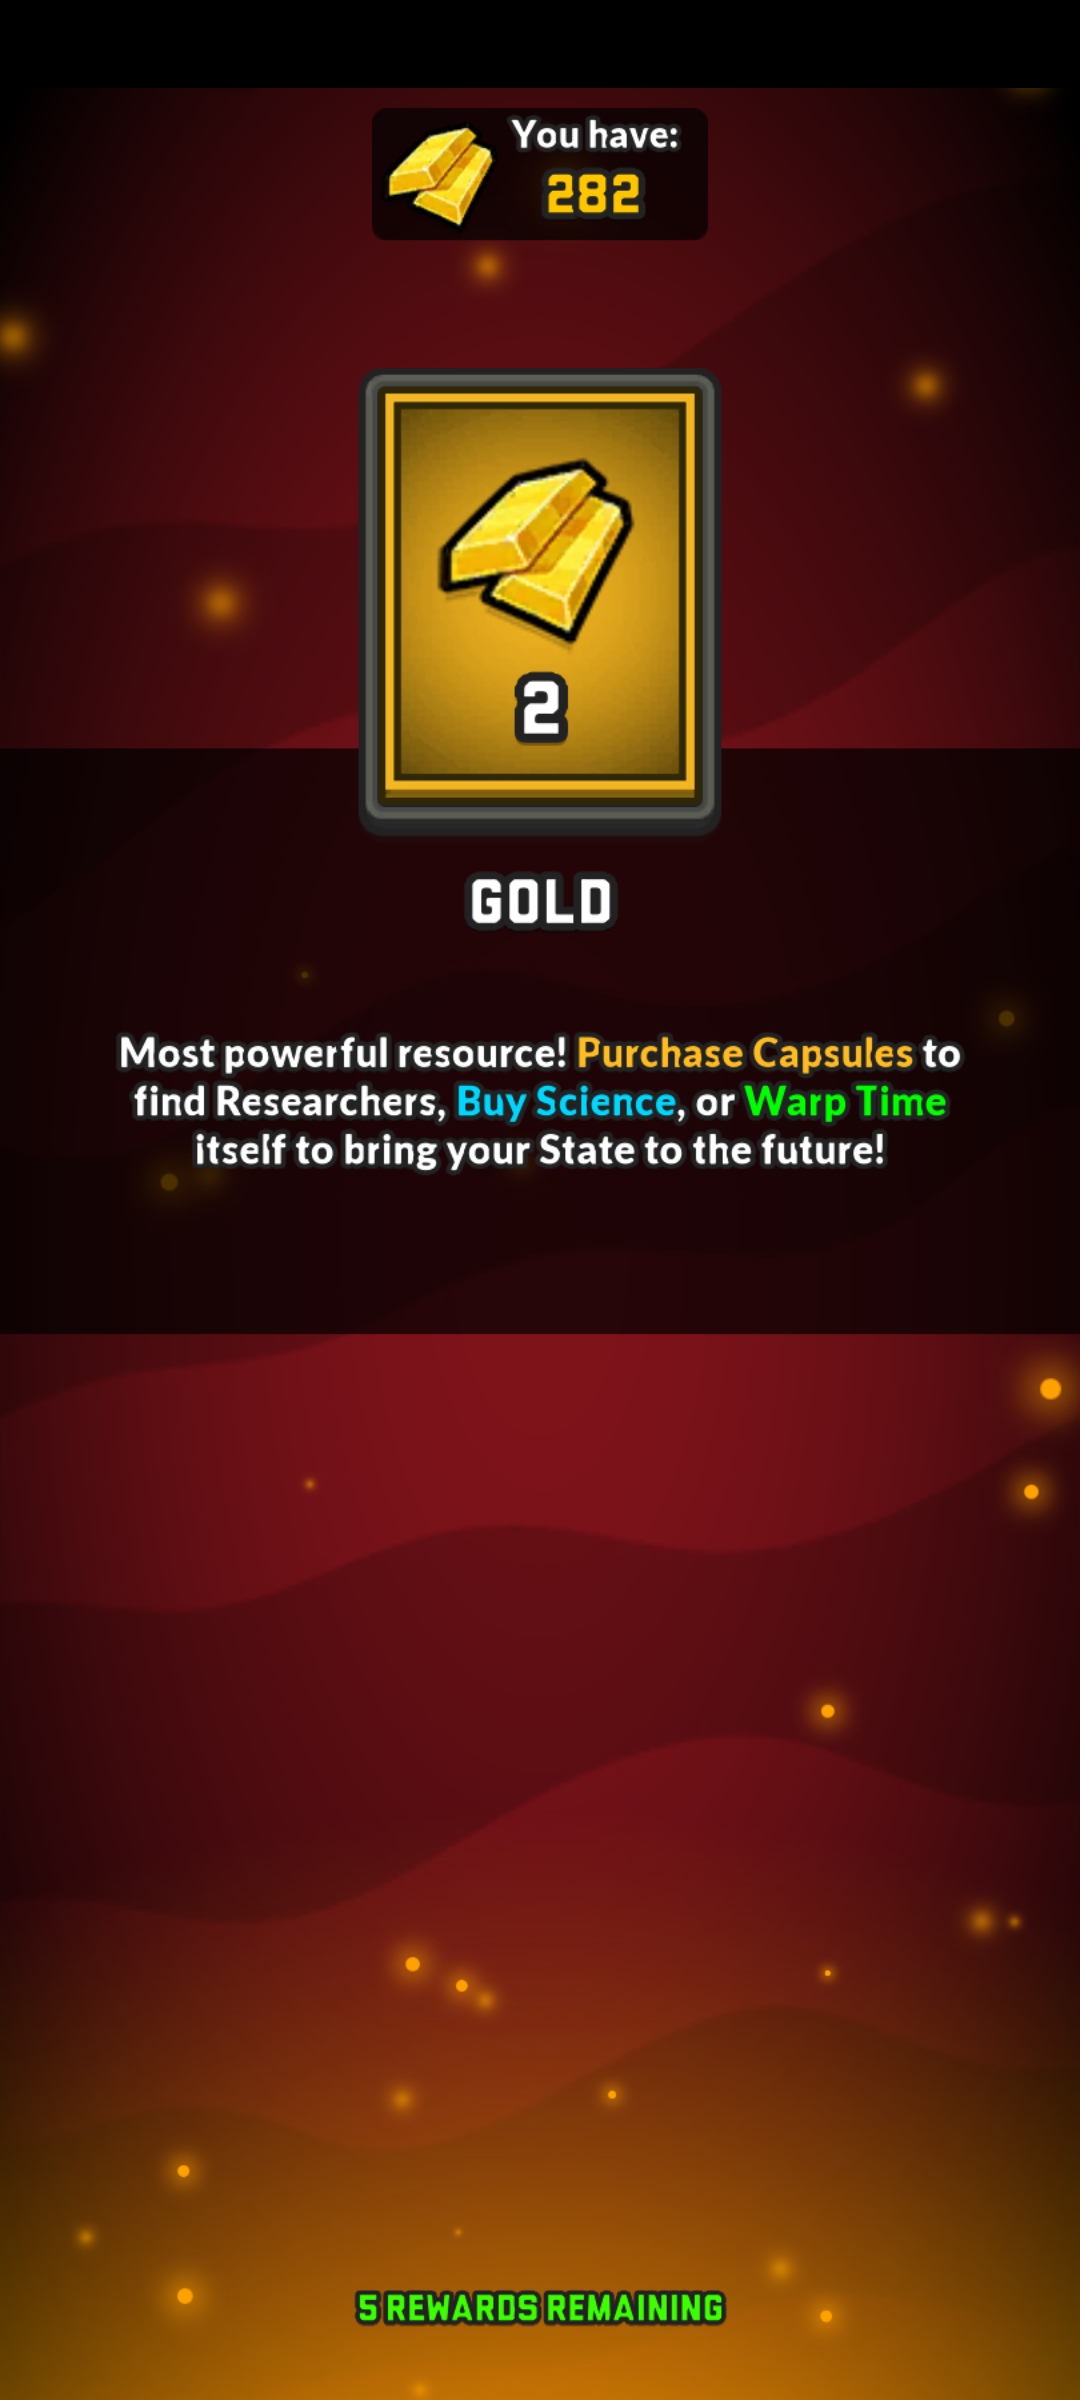 You have:
282
2
GOLD
Most powerful resource! Purchase Capsules to
find Researchers, Buy Science, or Warp Time
itself to bring your State to the future!
5 REWARDS REMAINING